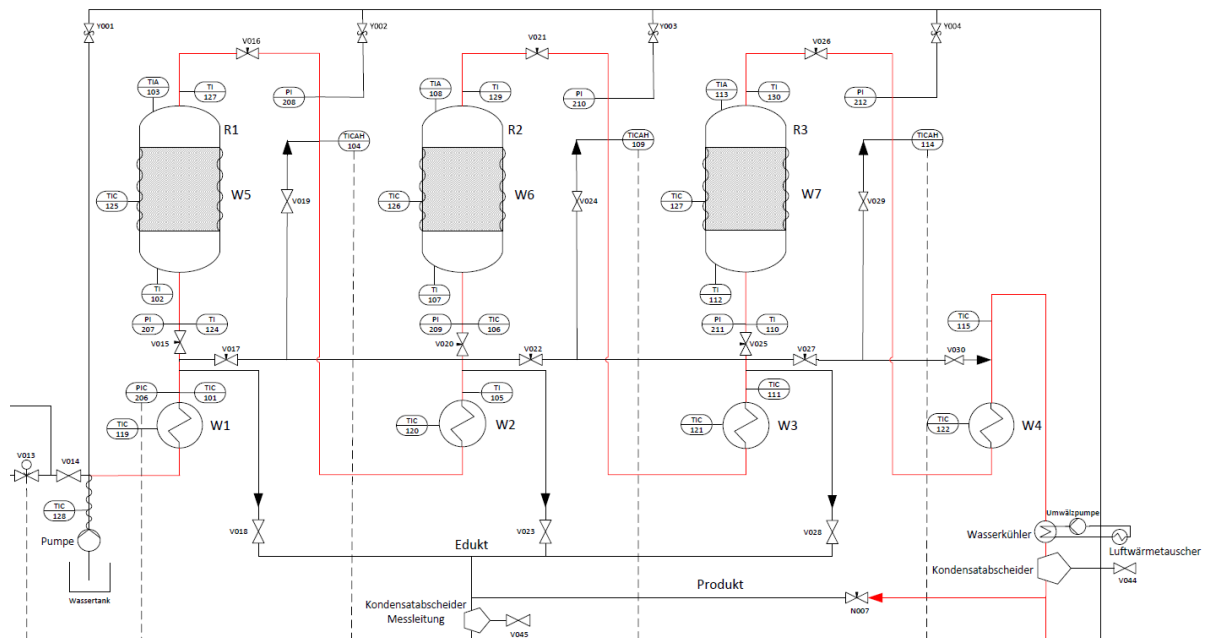 Y001
Y002
Y003
Y004
V016
V021
V026
TIA
103
TI
127
PI
208
TIA
108
TI
129
PI
210
TIA
113
TI
130
PI
212
R1
R2
R3
TICAH
104
TICAH
109
TICAH
114
TIC
125
W5
V019
TIC
126
W6
V024
TIC
127
W7
V029
TI
102
TI
107
TI
112
PI
207
TI
124
PI
209
TIC
106
PI
211
TI
110
TIC
115
V015
V017
V020
V022
V025
V027
V030
PIC
206
TIC
101
TI
105
TIC
111
TIC
119
W1
TIC
120
W2
TIC
121
W3
TIC
122
W4
V013
V014
TIC
128
Pumpe
Wassertank
V018
V023
V028
Edukt
Umwälzpumpe
Wasserkühler
Luftwärmetauscher
Kondensatabscheider
V044
Produkt
N007
Kondensatabscheider
Messleitung
V045